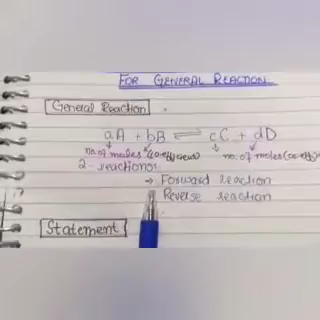 FOR GENERAL REACTION
General Reaction
aA + bB ⇌ cC + dD
no. of moles (co-efficient) no. of moles (co-efficient)
2 reactions
→ Forward reaction
Reverse reaction
Statement